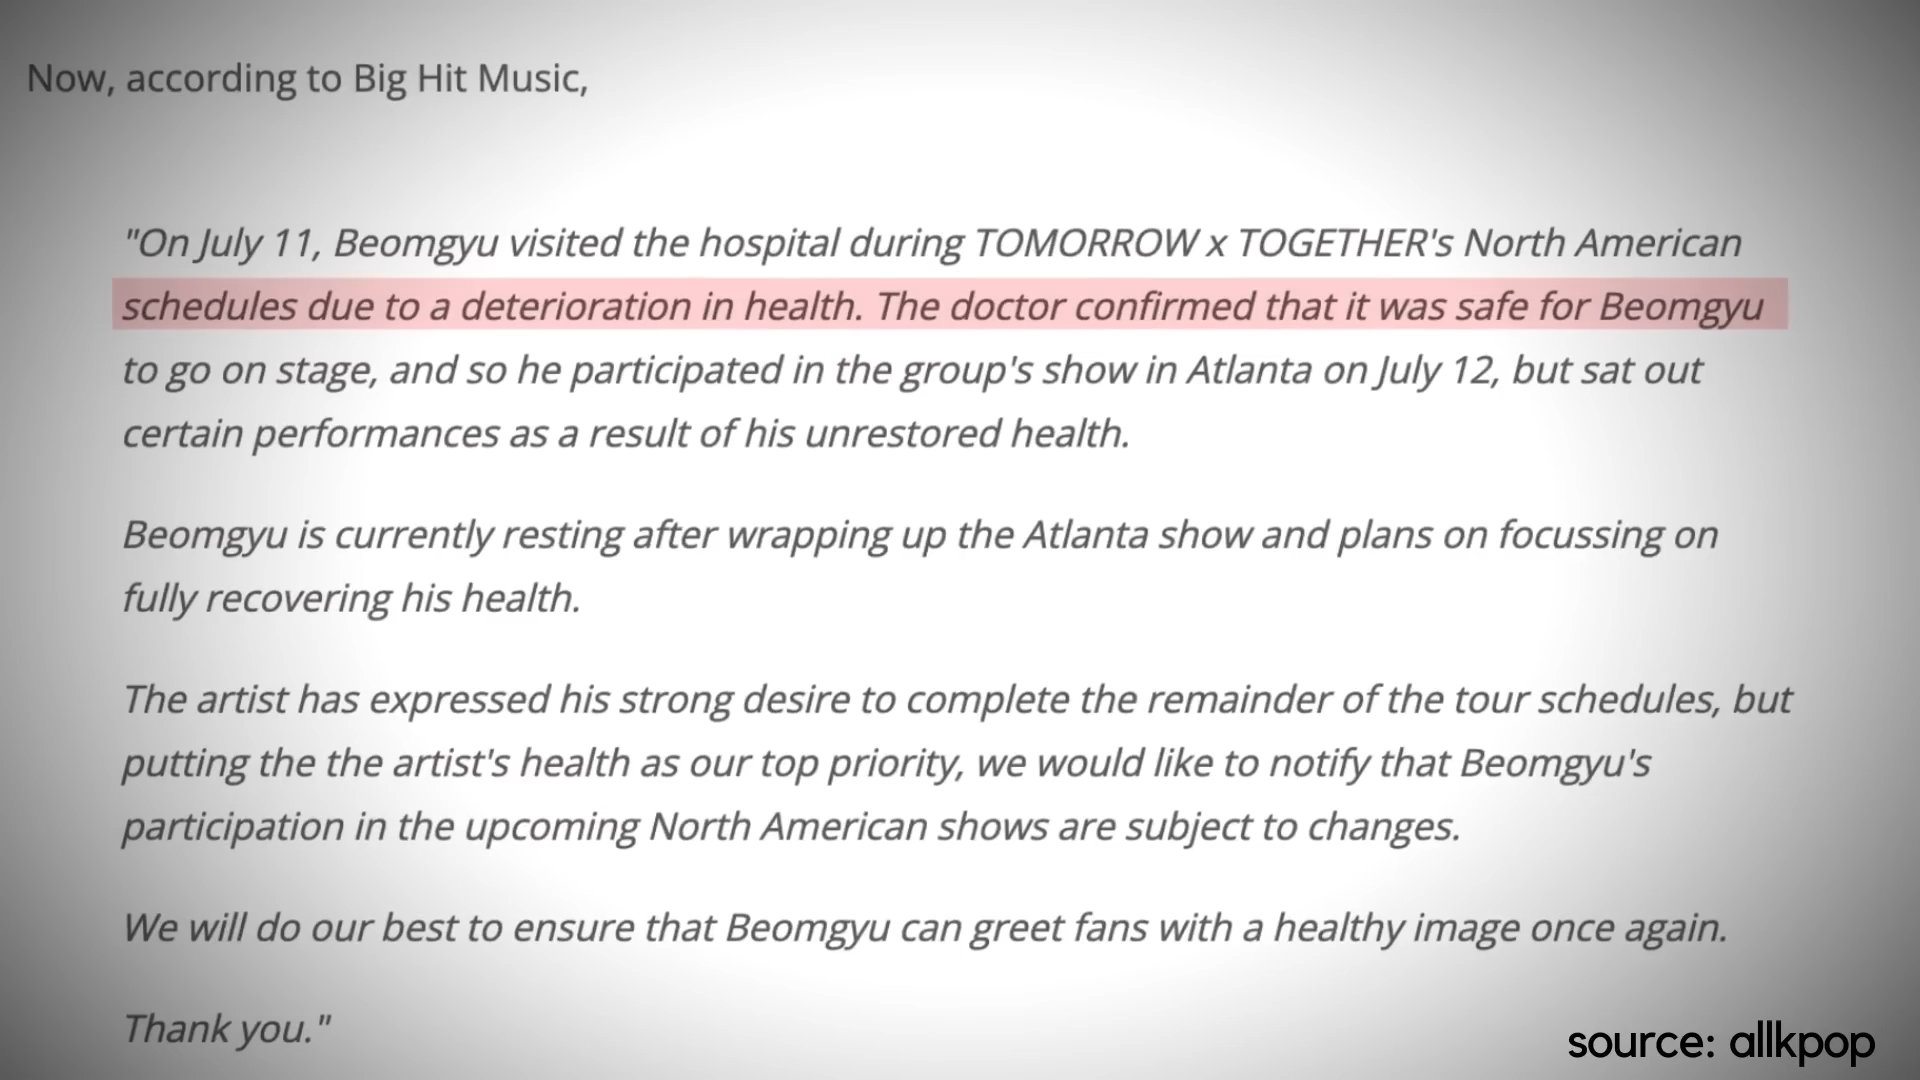 Now, according to Big Hit Music,
"On July 11, Beomgyu visited the hospital during TOMORROW x TOGETHER's North American
schedules due to a deterioration in health. The doctor confirmed that it was safe for Beomgyu
to go on stage, and so he participated in the group's show in Atlanta on July 12, but sat out
certain performances as a result of his unrestored health.
Beomgyu is currently resting after wrapping up the Atlanta show and plans on focussing on
fully recovering his health.
The artist has expressed his strong desire to complete the remainder of the tour schedules, but
putting the the artist's health as our top priority, we would like to notify that Beomgyu's
participation in the upcoming North American shows are subject to changes.
We will do our best to ensure that Beomgyu can greet fans with a healthy image once again.
Thank you."
source: allkpop